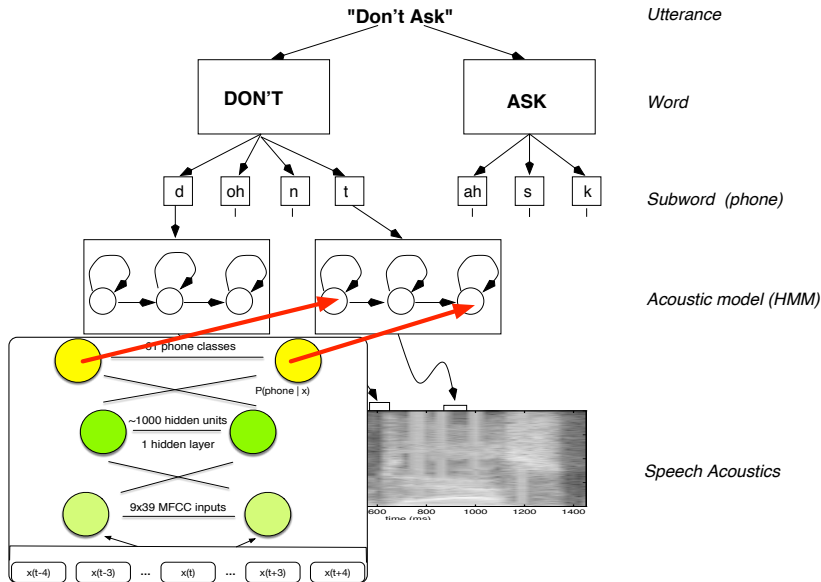 "Don't Ask"
Utterance
DON'T
ASK
Word
d
oh
n
t
ah
s
k
Subword (phone)
Acoustic model (HMM)
phone classes
P(phone | x)
~1000 hidden units
1 hidden layer
9x39 MFCC inputs
Speech Acoustics
600
800
1000
1200
1400
time (ms)
x(t-4)
x(t-3)
...
x(t)
...
x(t+3)
x(t+4)